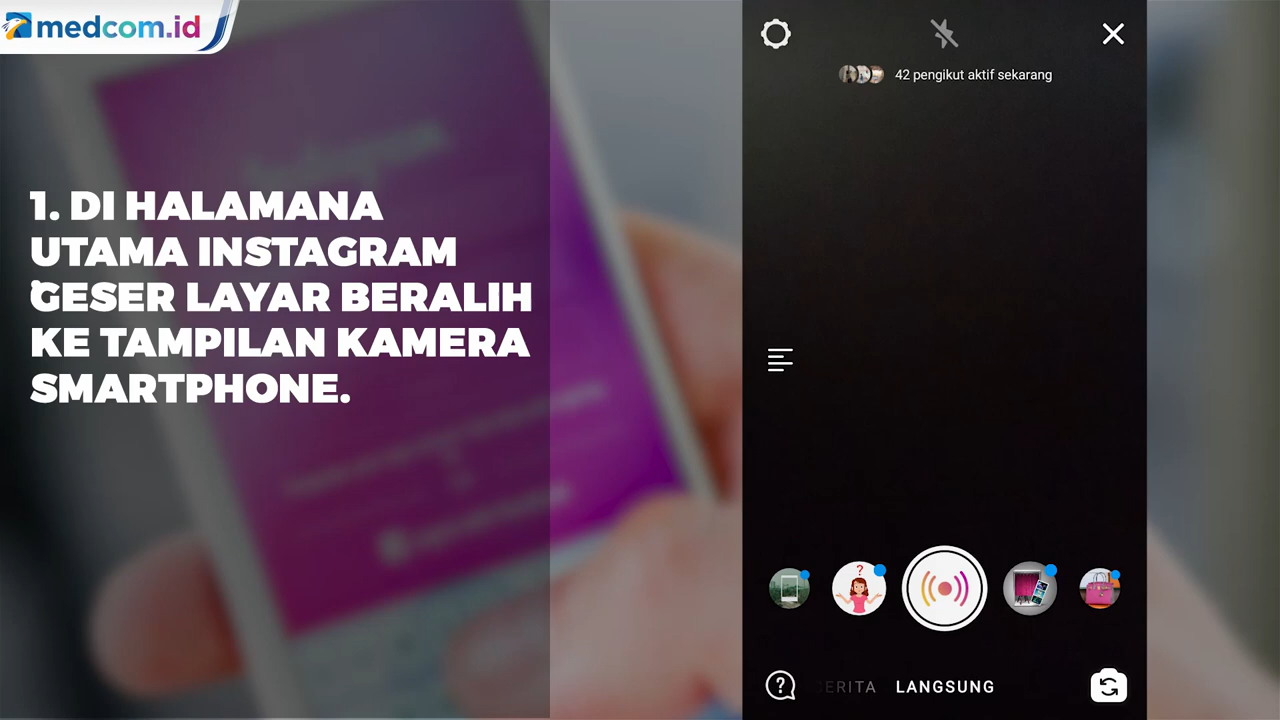 medcom.id
42 pengikut aktif sekarang
1. DI HALAMANA
UTAMA INSTAGRAM
GESER LAYAR BERALIH
KE TAMPILAN KAMERA
SMARTPHONE.
?
?
ERITA LANGSUNG